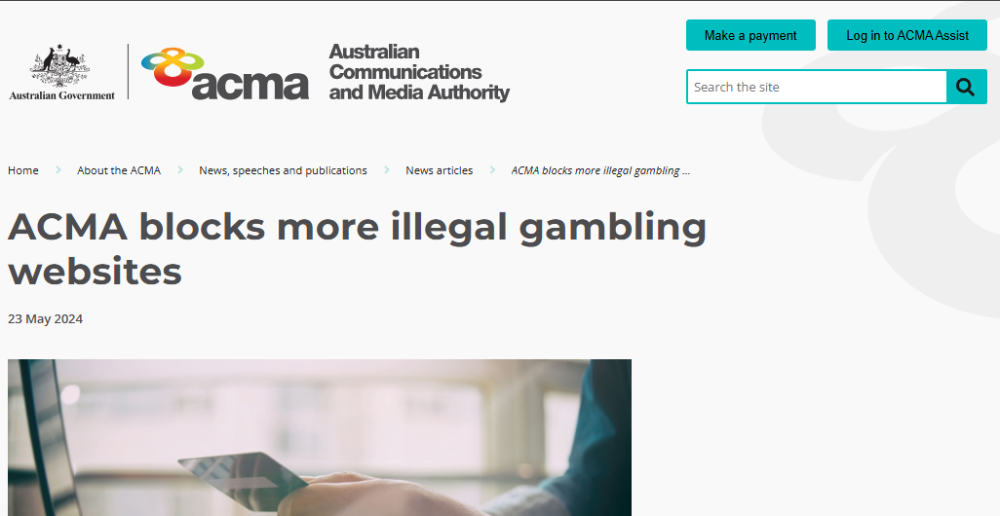 Make a payment
Log in to ACMA Assist
Australian Government
acma
Australian
Communications
and Media Authority
Search the site
Home
About the ACMA
News, speeches and publications
News articles
ACMA blocks more illegal gambling ...
ACMA blocks more illegal gambling
websites
23 May 2024